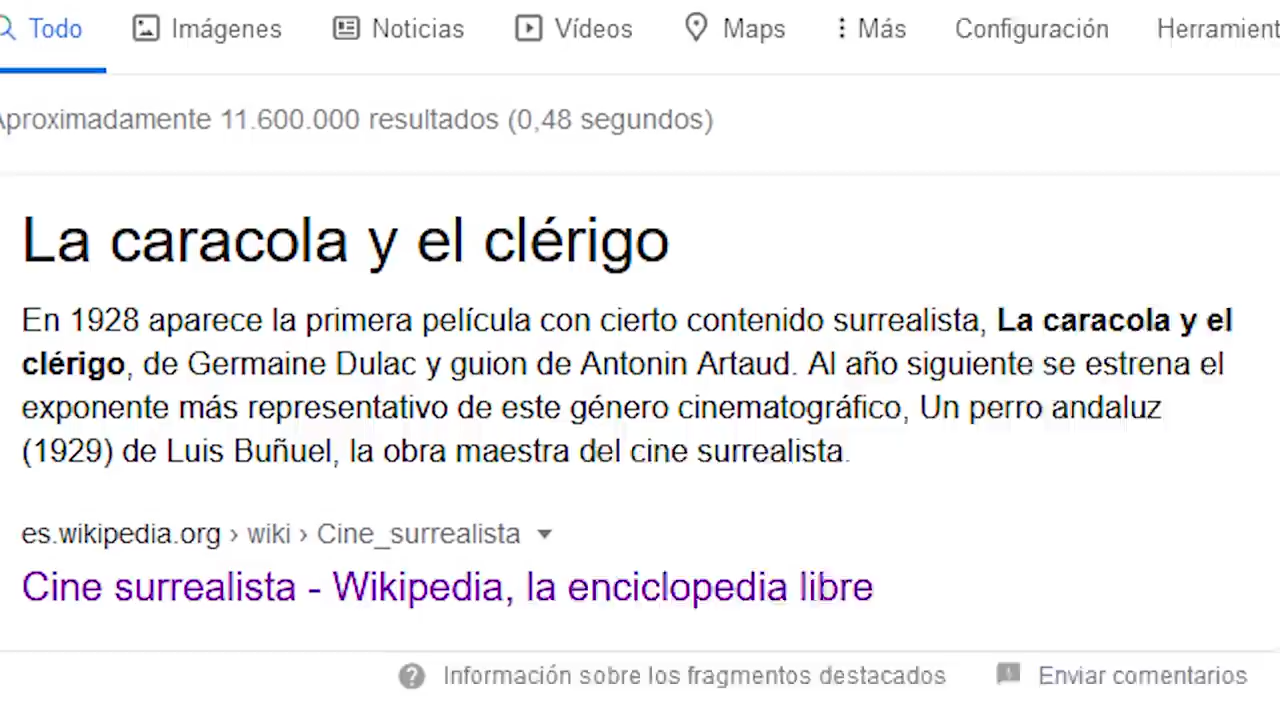 Todo Imágenes Noticias Vídeos Maps Más Configuración
Aproximadamente 11.600.000 resultados (0,48 segundos)
La caracola y el clérigo
En 1928 aparece la primera película con cierto contenido surrealista, La caracola y el
clérigo, de Germaine Dulac y guion de Antonin Artaud. Al año siguiente se estrena el
exponente más representativo de este género cinematográfico, Un perro andaluz
(1929) de Luis Buñuel, la obra maestra del cine surrealista.
es.wikipedia.org › wiki › Cine_surrealista
Cine surrealista - Wikipedia, la enciclopedia libre
Información sobre los fragmentos destacados Enviar comentarios